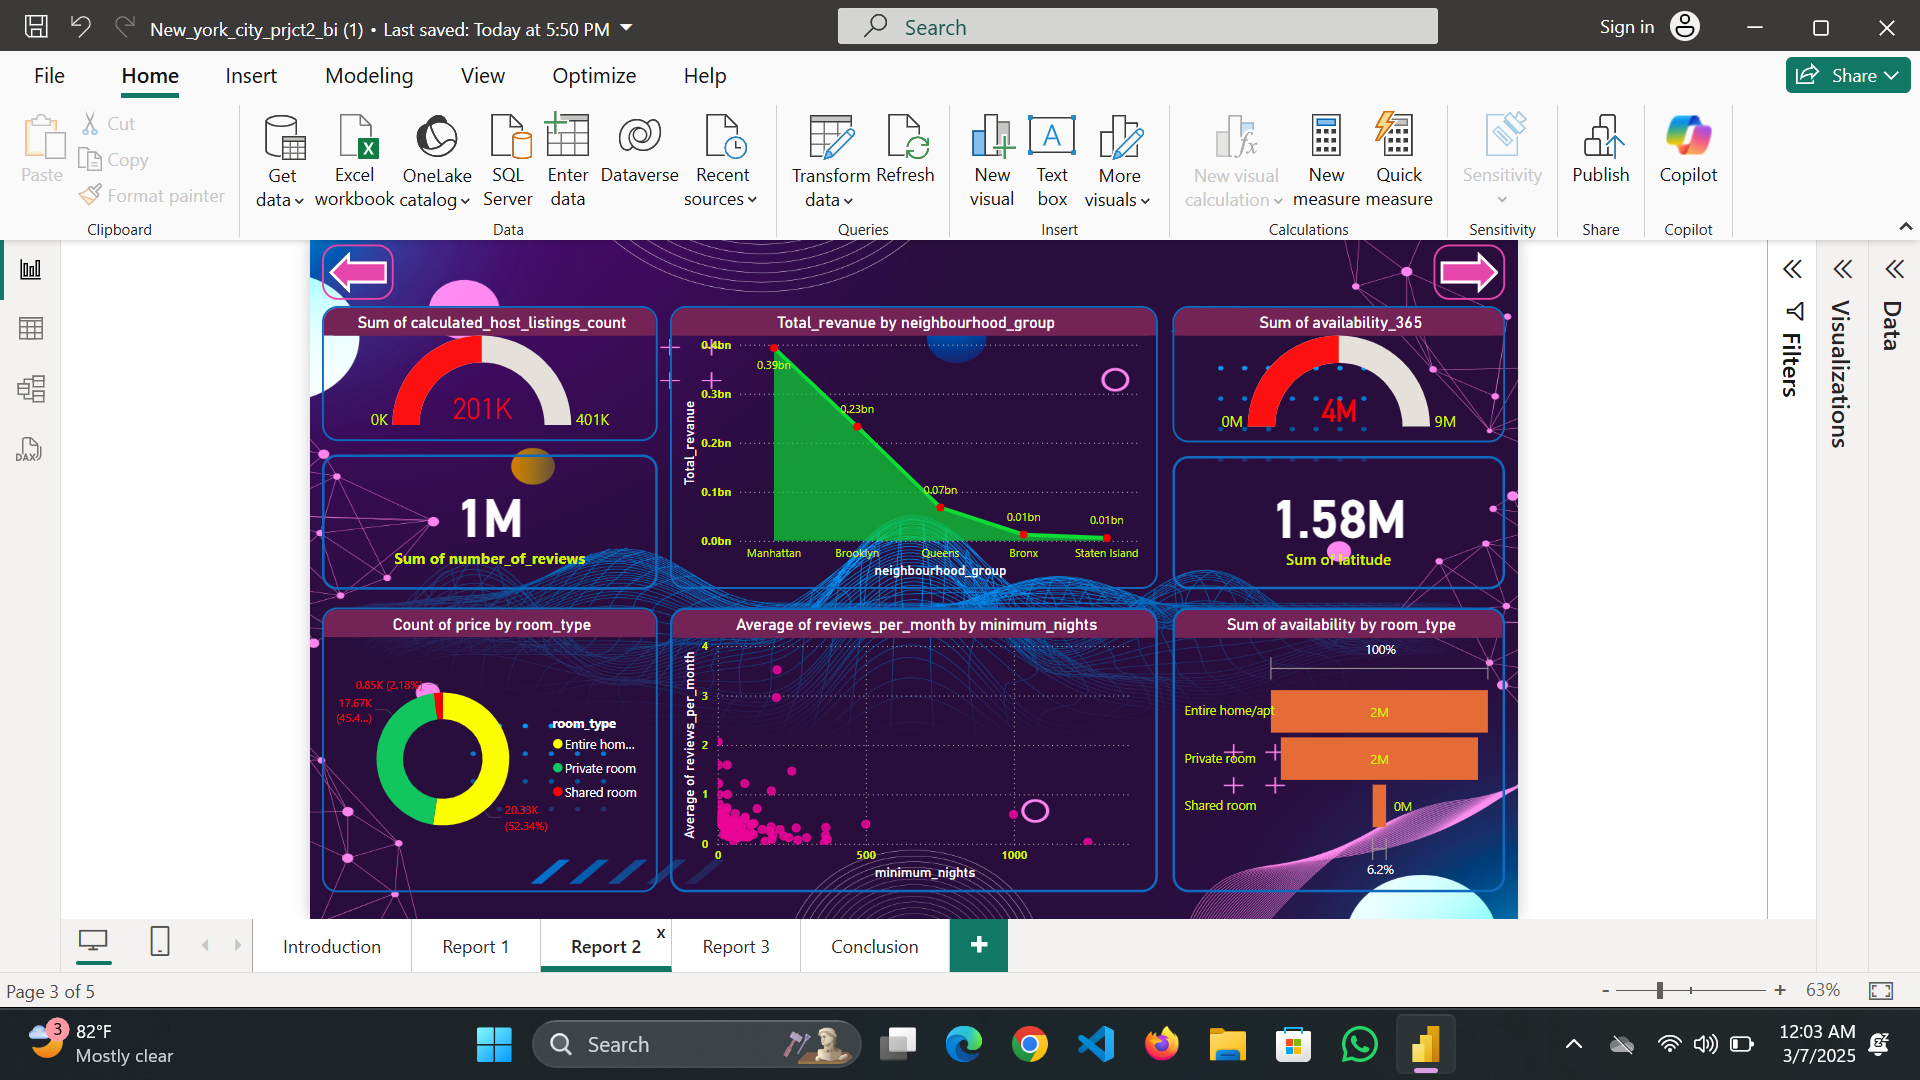 New_york_city_prjct2_bi (1) • Last saved: Today at 5:50 PM
Search
Sign in
File
Home
Insert
Modeling
View
Optimize
Help
Share
Paste
Cut
Copy
Format painter
Clipboard
Get data
Excel workbook
OneLake catalog
SQL Server
Enter data
Dataverse
Recent sources
Data
Transform data
Refresh
Queries
New visual
Text box
More visuals
Insert
New visual calculation
New measure
Quick measure
Calculations
Sensitivity
Sensitivity
Publish
Share
Copilot
Copilot
DAX
Filters
Visualizations
Data
Sum of calculated_host_listings_count
0K
201K
401K
Total_revanue by neighbourhood_group
Total_revanue
0.4bn
0.3bn
0.2bn
0.1bn
0.0bn
0.39bn
0.23bn
0.07bn
0.01bn
0.01bn
Manhattan
Brooklyn
Queens
Bronx
Staten Island
neighbourhood_group
Sum of availability_365
0M
4M
9M
1M
Sum of number_of_reviews
1.58M
Sum of latitude
Count of price by room_type
0.85K (2.18%)
17.67K
(45.4...)
20.33K
(52.34%)
room_type
Entire hom...
Private room
Shared room
Average of reviews_per_month by minimum_nights
Average of reviews_per_month
4
3
2
1
0
0
500
1000
minimum_nights
Sum of availability by room_type
100%
Entire home/apt
2M
Private room
2M
Shared room
0M
6.2%
Introduction
Report 1
Report 2
x
Report 3
Conclusion
+
Page 3 of 5
-
+
63%
3
82°F
Mostly clear
Search
12:03 AM
3/7/2025